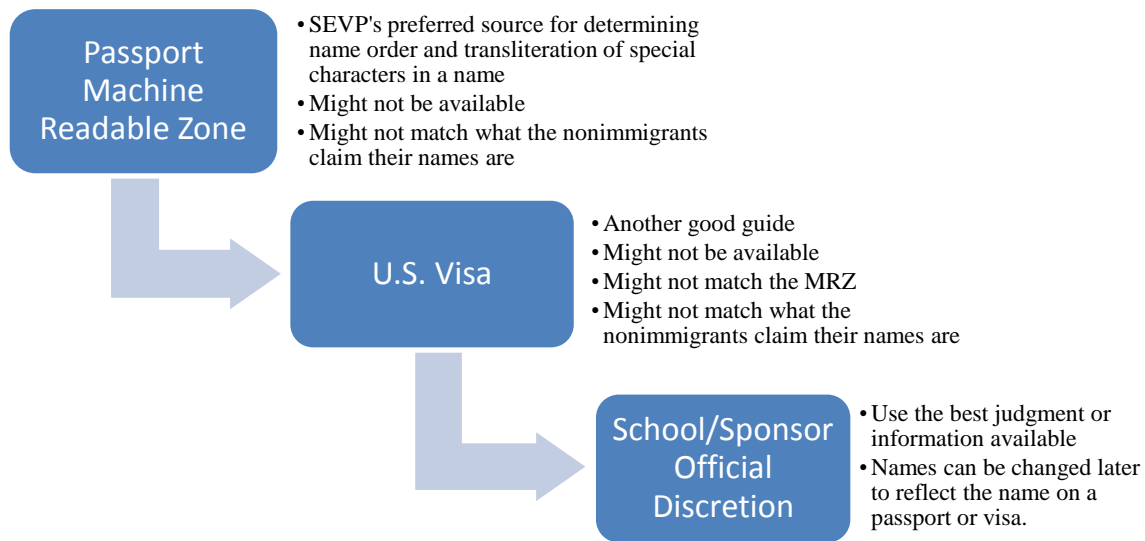 Passport
Machine
Readable Zone
• SEVP's preferred source for determining
name order and transliteration of special
characters in a name
• Might not be available
• Might not match what the nonimmigrants
claim their names are
U.S. Visa
• Another good guide
• Might not be available
• Might not match the MRZ
• Might not match what the
nonimmigrants claim their names are
School/Sponsor
Official
Discretion
• Use the best judgment or
information available
• Names can be changed later
to reflect the name on a
passport or visa.